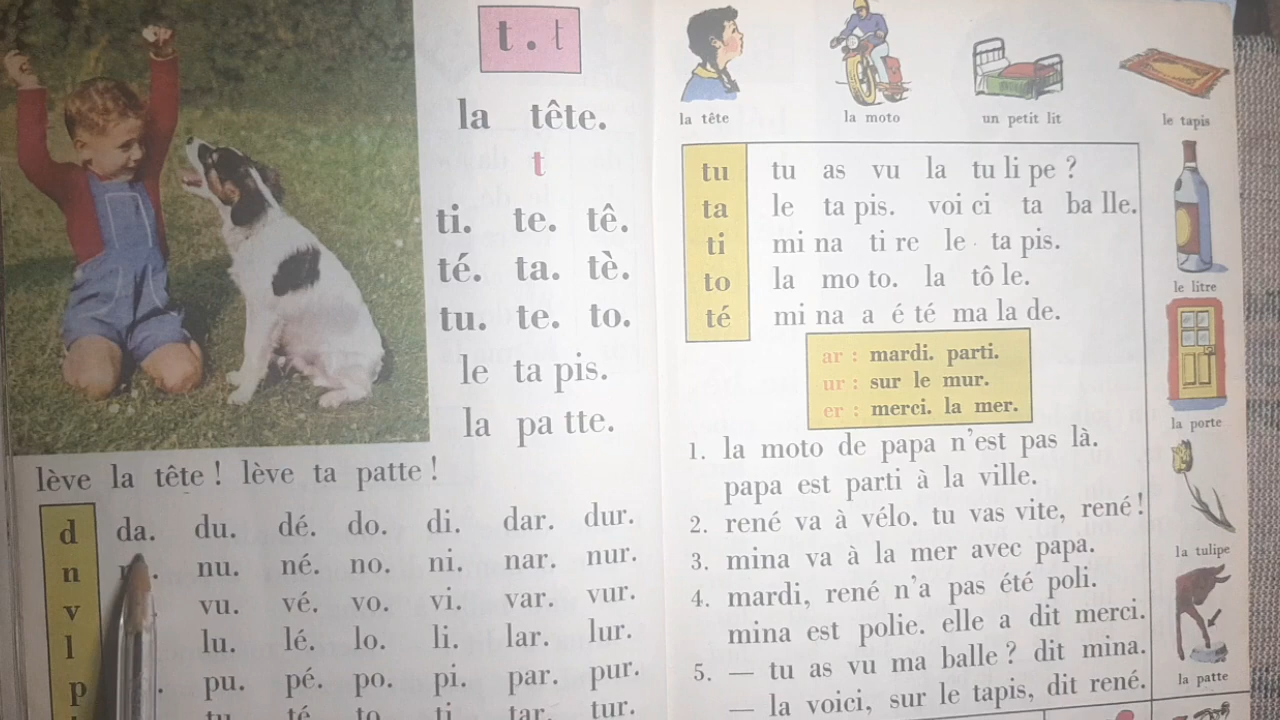 t . t
la tête.
t
ti. te. tê.
té. ta. tè.
tu. te. to.
le ta pis.
la pa tte.
lève la tête ! lève ta patte !
d da. du. dé. do. di. dar. dur.
n nu. né. no. ni. nar. nur.
v vu. vé. vo. vi. var. vur.
l lu. lé. lo. li. lar. lur.
p pu. pé. po. pi. par. pur.
tu. té. to. ti. tar. tur.
la tête
la moto
un petit lit
le tapis
tu tu as vu la tu li pe ?
ta le ta pis. voi ci ta ba lle.
ti mi na ti re le ta pis.
to la mo to. la tô le.
té mi na a é té ma la de.
ar : mardi. parti.
ur : sur le mur.
er : merci. la mer.
1. la moto de papa n'est pas là.
papa est parti à la ville.
2. rené va à vélo. tu vas vite, rené !
3. mina va à la mer avec papa.
4. mardi, rené n'a pas été poli.
mina est polie. elle a dit merci.
5. — tu as vu ma balle ? dit mina.
— la voici, sur le tapis, dit rené.
le litre
la porte
la tulipe
la patte